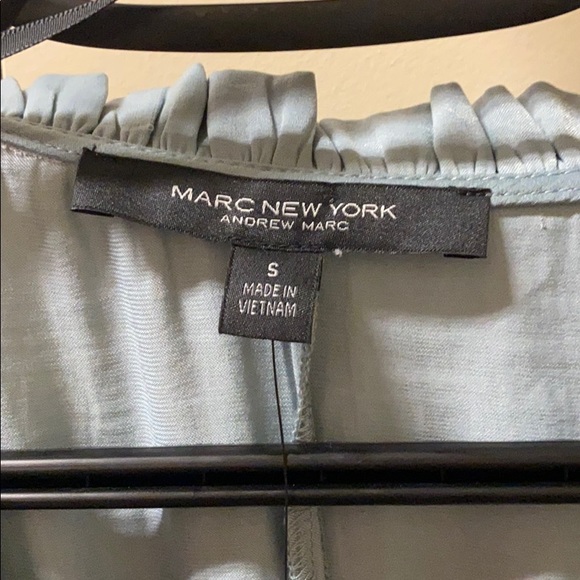 MARC NEW YORK
ANDREW MARC
S
MADE IN
VIETNAM